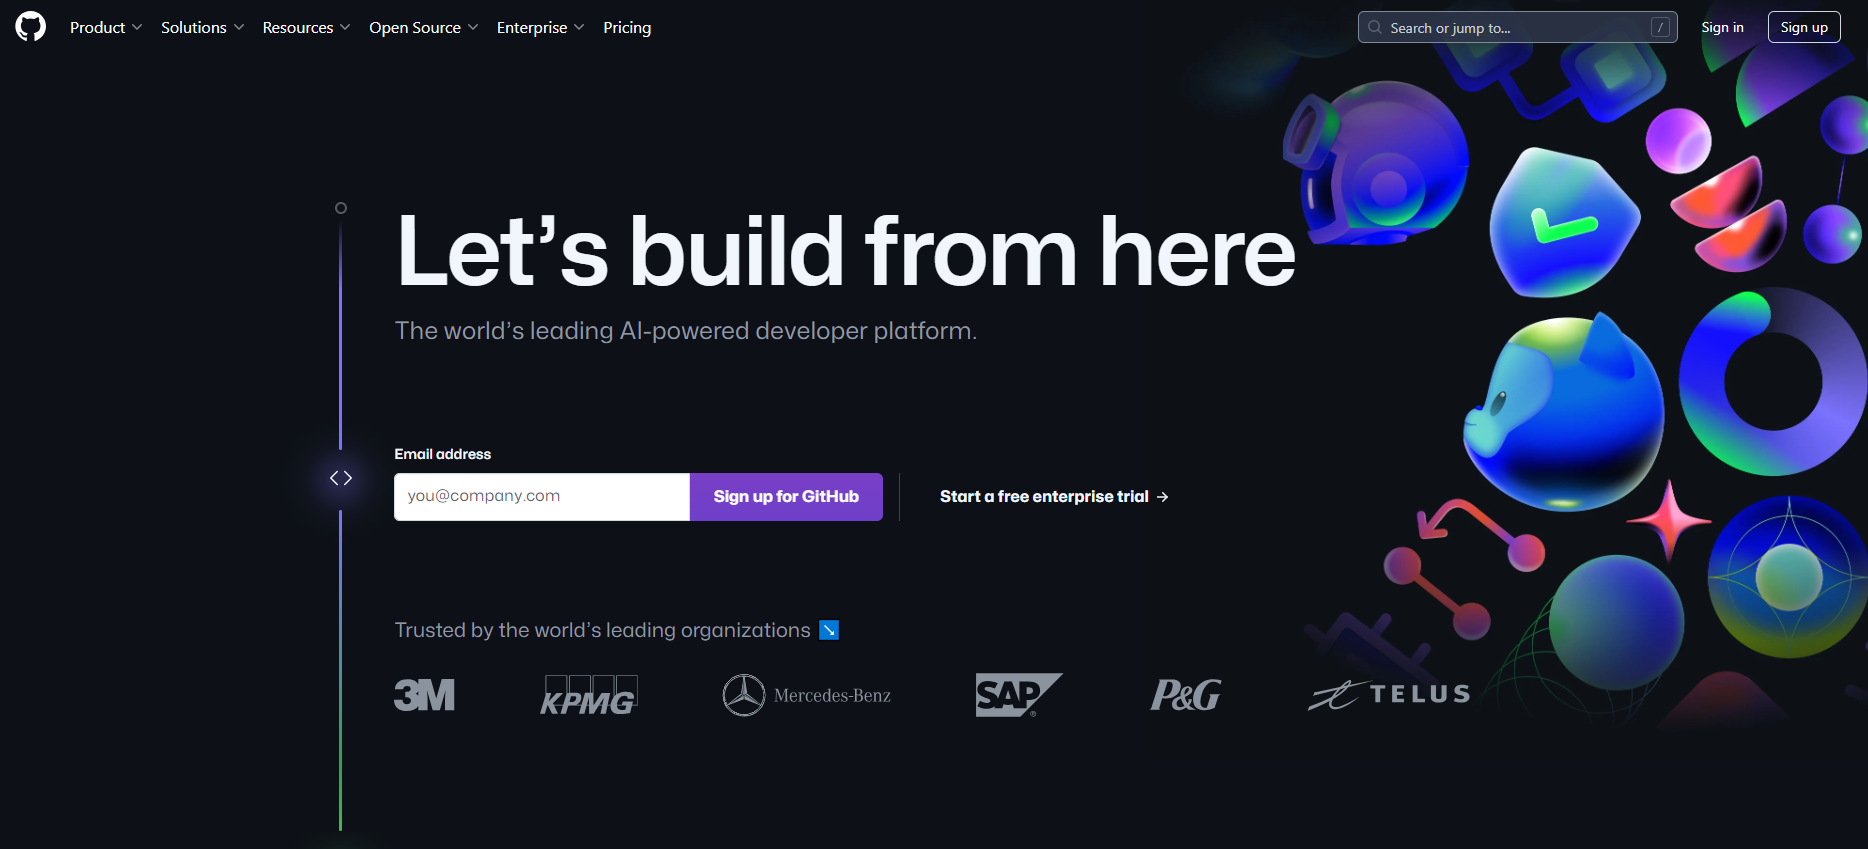 Product Solutions Resources Open Source Enterprise Pricing Search or jump to... / Sign in Sign up
Let’s build from here
The world’s leading AI-powered developer platform.
Email address
you@company.com Sign up for GitHub Start a free enterprise trial →
Trusted by the world’s leading organizations ↘
3M KPMG Mercedes-Benz SAP ® P&G TELUS